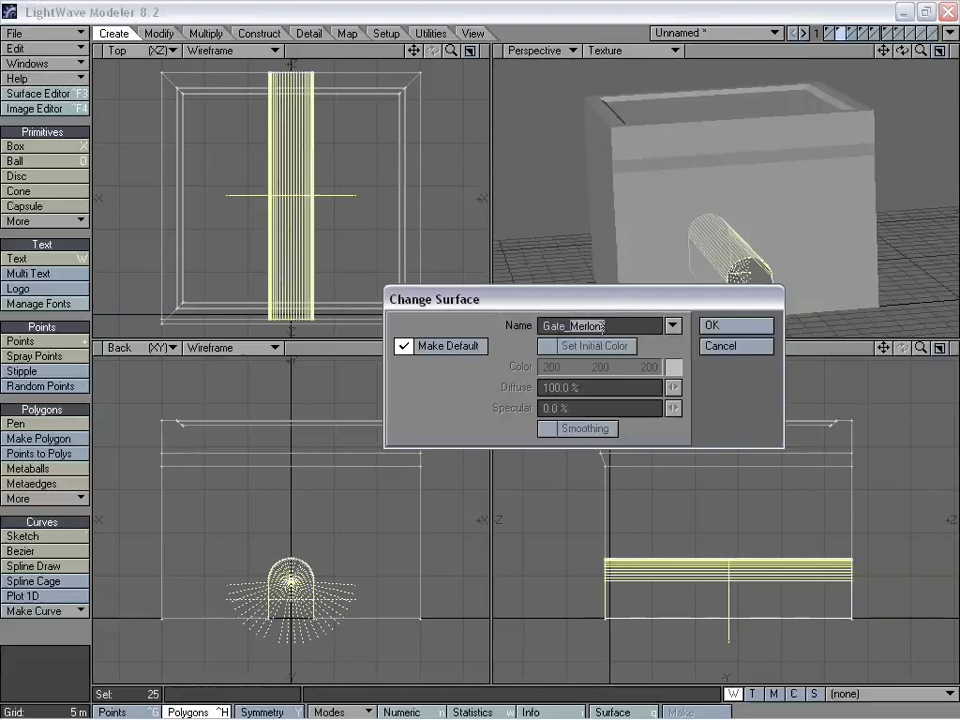 LightWave Modeler 8.2
File
Edit
Windows
Help
Surface Editor ^F3
Image Editor ^F4
Primitives
Box X
Ball O
Disc
Cone
Capsule
More
Text
Text W
Multi Text
Logo
Manage Fonts
Points
Points +
Spray Points
Stipple
Random Points
Polygons
Pen
Make Polygon
Points to Polys
Metaballs
Metaedges
More
Curves
Sketch
Bezier
Spline Draw
Spline Cage
Plot 1D
Make Curve
Grid: 5 m
Create Modify Multiply Construct Detail Map Setup Utilities View Unnamed * 1
Top (XZ) Wireframe
Perspective Texture
Back (XY) Wireframe
Change Surface
Name Gate_Merlons OK
Make Default Set Initial Color Cancel
Color 200 200 200
Diffuse 100.0 %
Specular 0.0 %
Smoothing
Sel: 25 W T M C S (none)
Points ^G Polygons ^H Symmetry Y Modes Numeric n Statistics w Info i Surface q Make